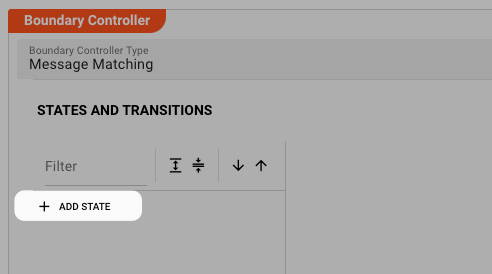 Boundary Controller
Boundary Controller Type
Message Matching
STATES AND TRANSITIONS
Filter
ADD STATE